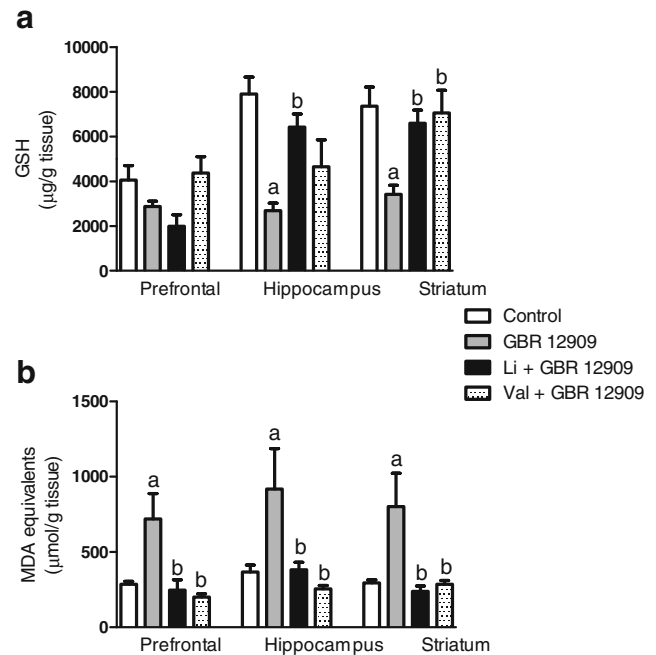 a
10000
8000
6000
4000
2000
0
GSH
(µg/g tissue)
a
b
a
b
b
Prefrontal Hippocampus Striatum
Control
GBR 12909
Li + GBR 12909
Val + GBR 12909
b
1500
1000
500
0
MDA equivalents
(µmol/g tissue)
a
b
b
a
b
b
a
b
b
Prefrontal Hippocampus Striatum